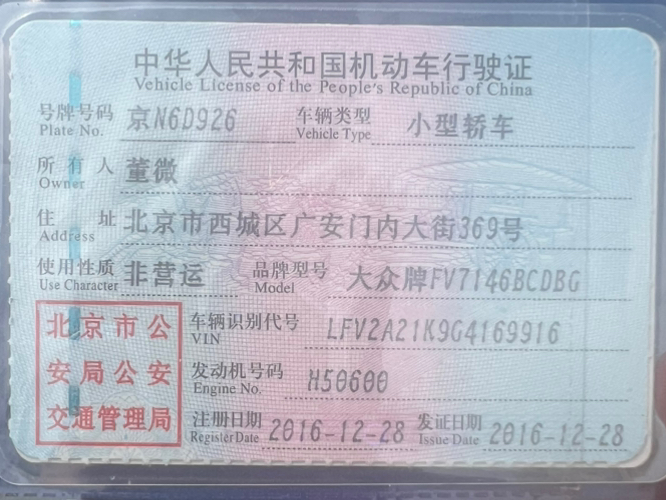 中华人民共和国机动车行驶证
Vehicle License of the People's Republic of China
号牌号码 京N6D926 车辆类型 小型轿车
Plate No. Vehicle Type
所有人 董微
Owner
住址 北京市西城区广安门内大街369号
Address
使用性质 非营运 品牌型号 大众牌FV7146BCDBG
Use Character Model
北京市公安局公安交通管理局
车辆识别代号 LFV2A21K9G4169916
VIN
发动机号码 H50600
Engine No.
注册日期 2016-12-28 发证日期 2016-12-28
Register Date Issue Date